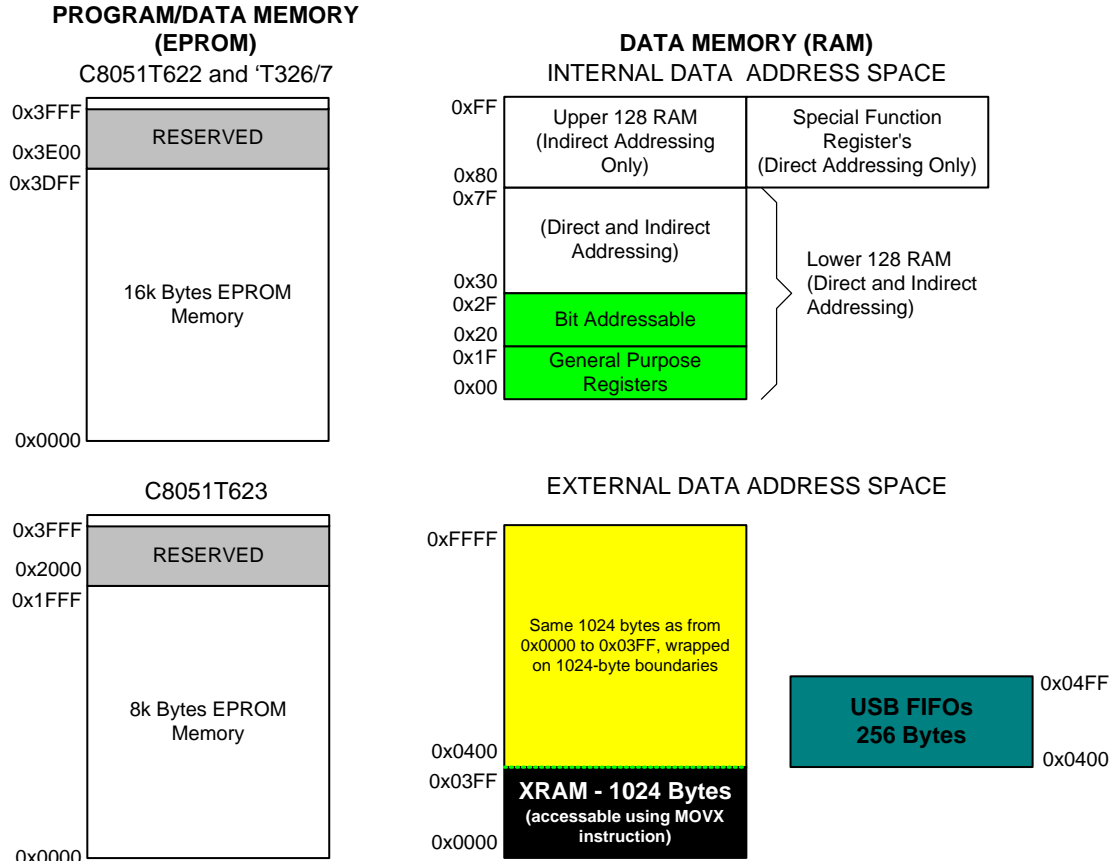 PROGRAM/DATA MEMORY
(EPROM)
C8051T622 and ‘T326/7
0x3FFF
RESERVED
0x3E00
0x3DFF
16k Bytes EPROM
Memory
0x0000
DATA MEMORY (RAM)
INTERNAL DATA ADDRESS SPACE
0xFF
Upper 128 RAM
(Indirect Addressing
Only)
0x80
Special Function
Register's
(Direct Addressing Only)
0x7F
(Direct and Indirect
Addressing)
0x30
0x2F
Bit Addressable
0x20
0x1F
General Purpose
Registers
0x00
Lower 128 RAM
(Direct and Indirect
Addressing)
C8051T623
0x3FFF
RESERVED
0x2000
0x1FFF
8k Bytes EPROM
Memory
0x0000
EXTERNAL DATA ADDRESS SPACE
0xFFFF
Same 1024 bytes as from
0x0000 to 0x03FF, wrapped
on 1024-byte boundaries
0x0400
0x03FF
XRAM - 1024 Bytes
(accessable using MOVX
instruction)
0x0000
0x04FF
USB FIFOs
256 Bytes
0x0400